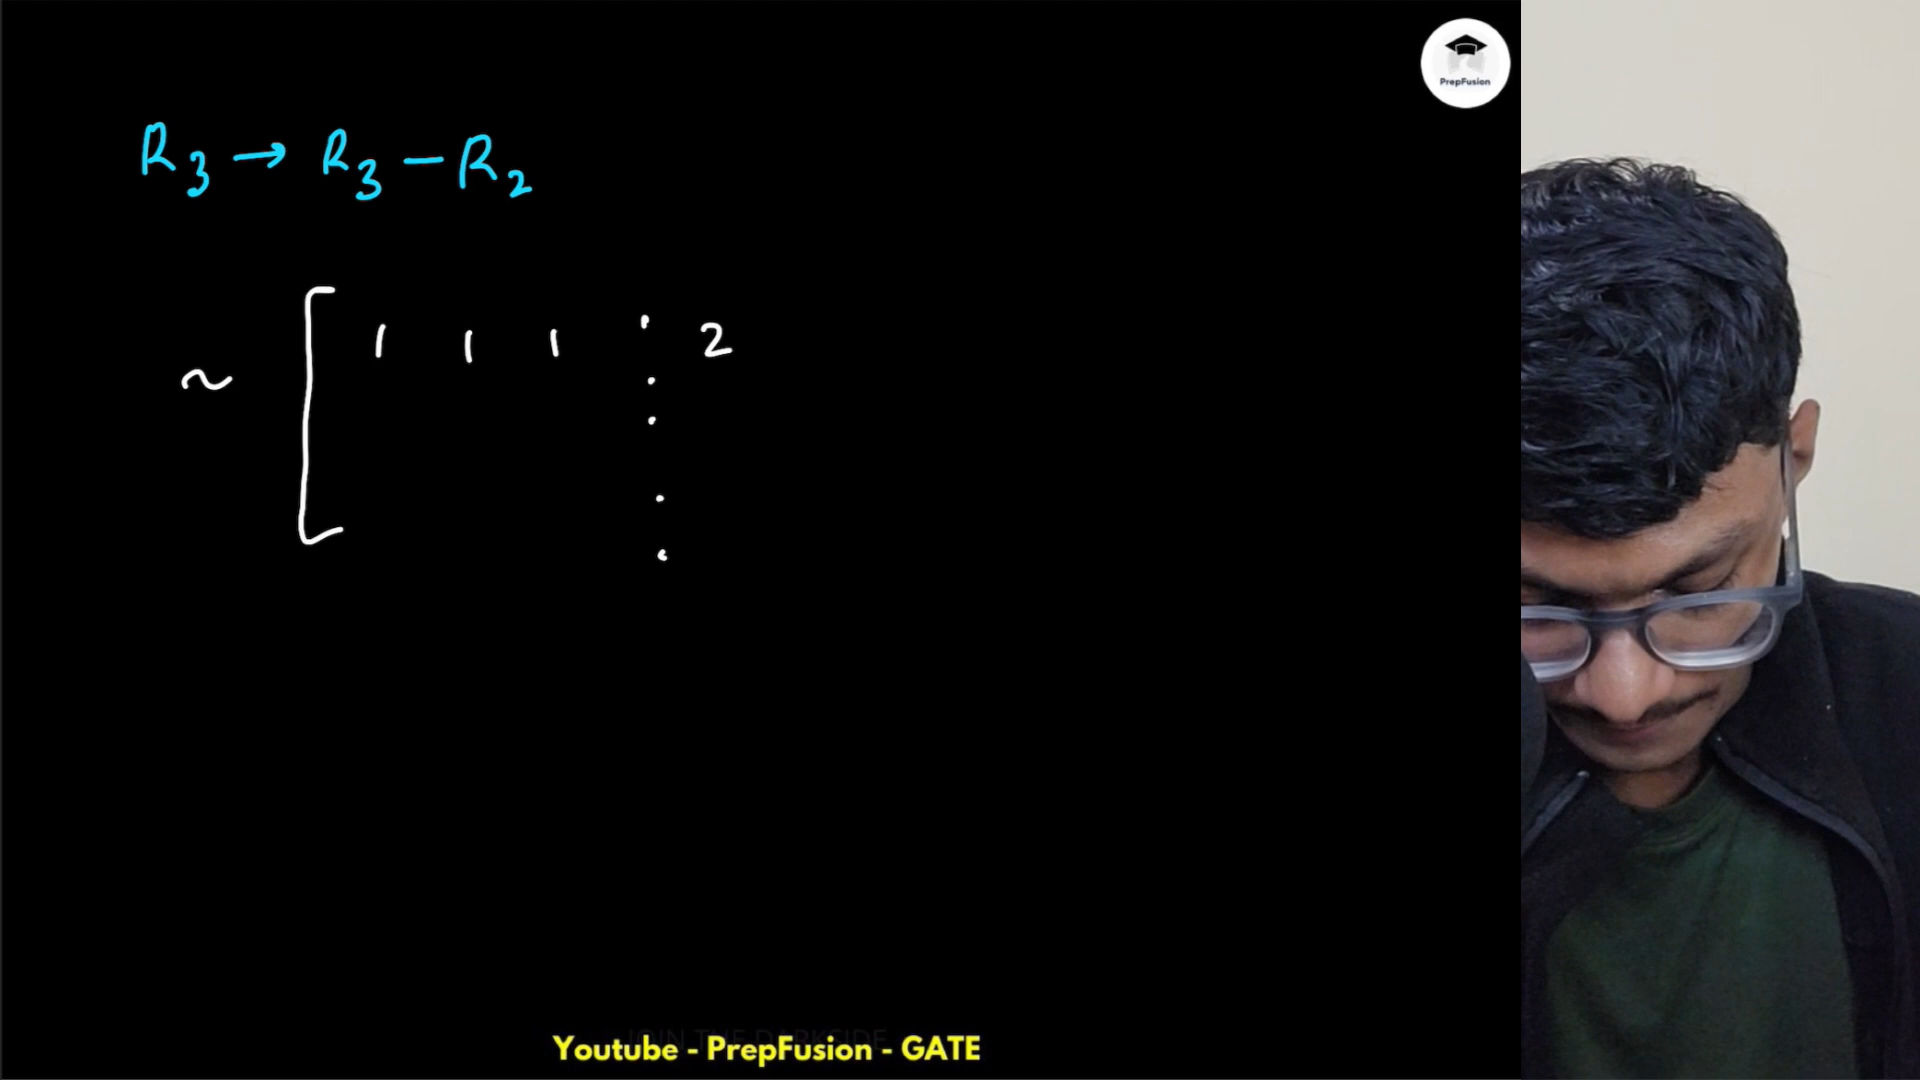 PrepFusion
R₃ → R₃ − R₂
~ [ 1 1 1 : 2
Youtube - PrepFusion - GATE